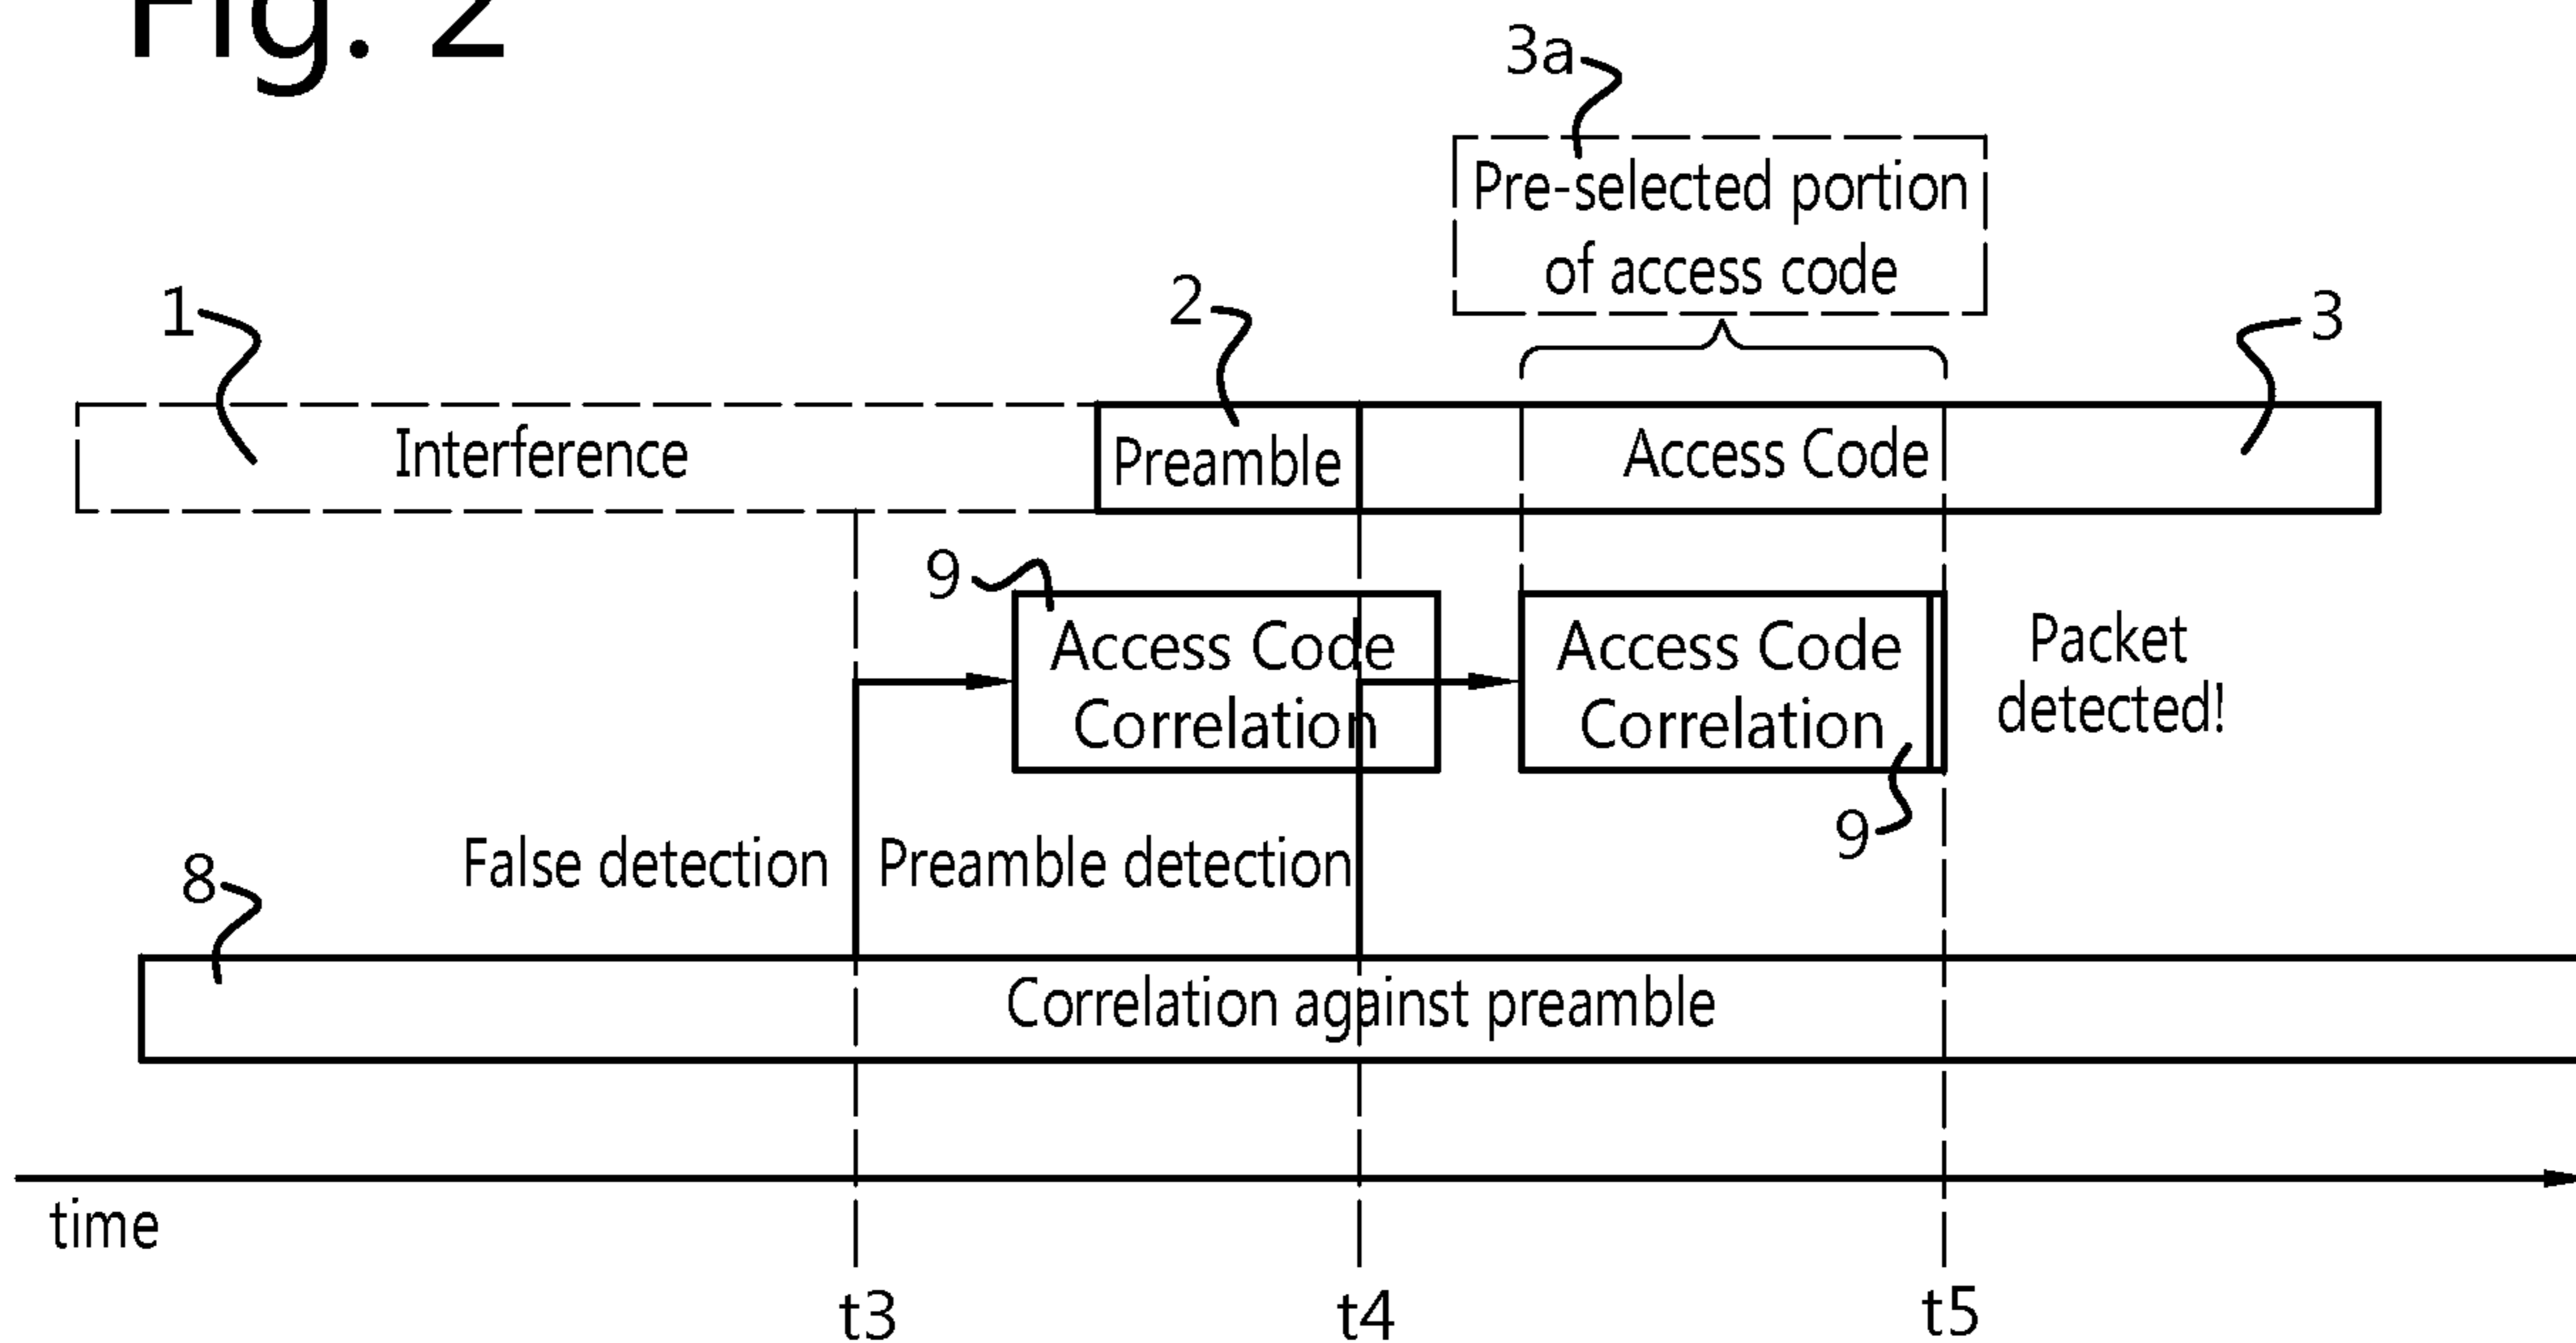 Fig. 2
3a
Pre-selected portion
of access code
1
2
3
Interference
Preamble
Access Code
9
Access Code
Correlation
Access Code
Correlation
Packet
detected!
9
False detection
Preamble detection
8
Correlation against preamble
time
t3
t4
t5